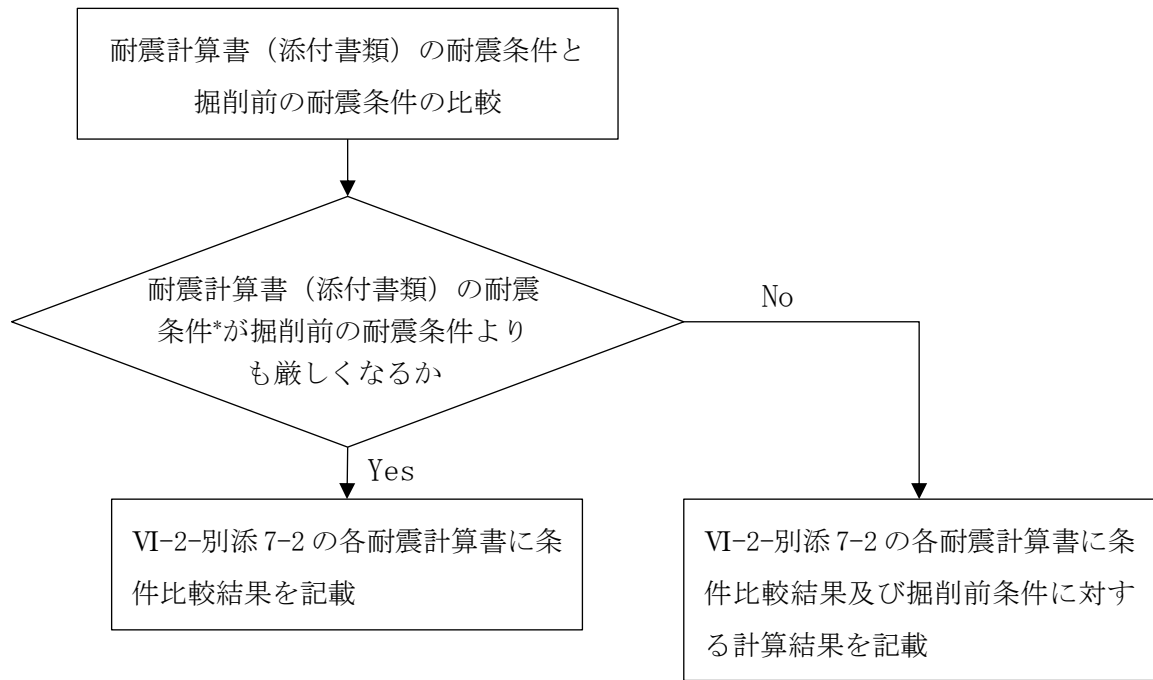 耐震計算書（添付書類）の耐震条件と
掘削前の耐震条件の比較
耐震計算書（添付書類）の耐震
条件*が掘削前の耐震条件より
も厳しくなるか
No
Yes
Ⅵ-2-別添 7-2 の各耐震計算書に条
件比較結果を記載
Ⅵ-2-別添 7-2 の各耐震計算書に条
件比較結果及び掘削前条件に対す
る計算結果を記載